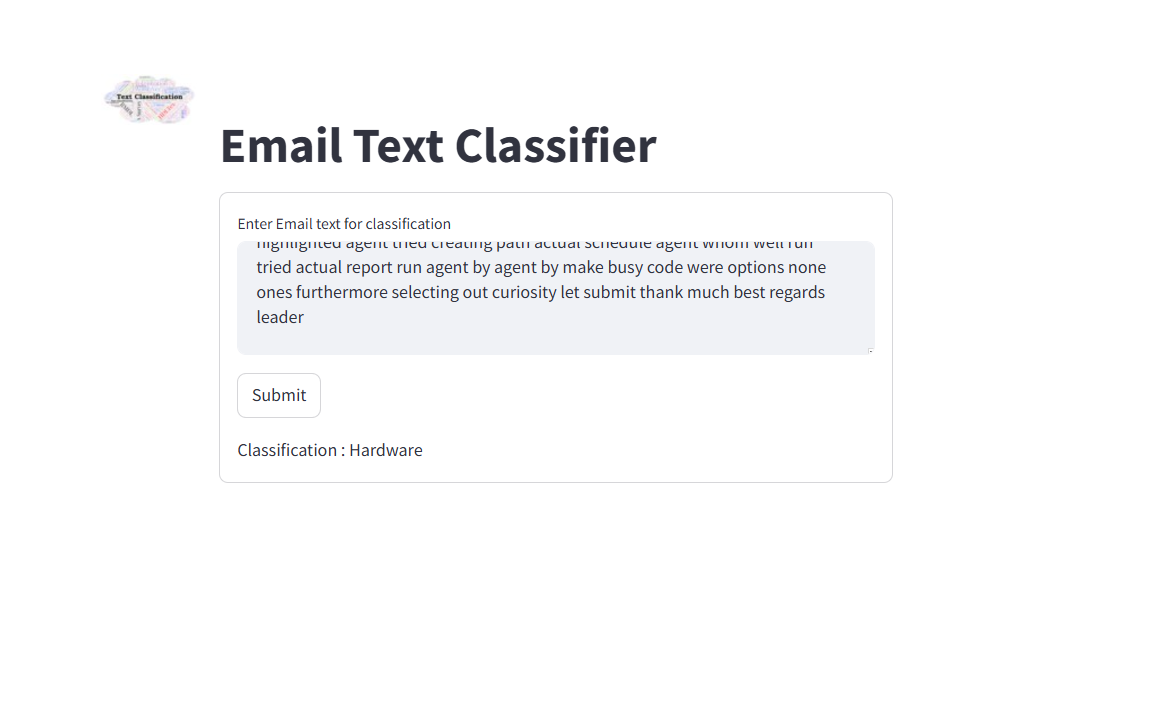 Text Classification
Email Text Classifier
Enter Email text for classification
highlighted agent tried creating path actual schedule agent whom well run
tried actual report run agent by agent by make busy code were options none
ones furthermore selecting out curiosity let submit thank much best regards
leader
Submit
Classification : Hardware